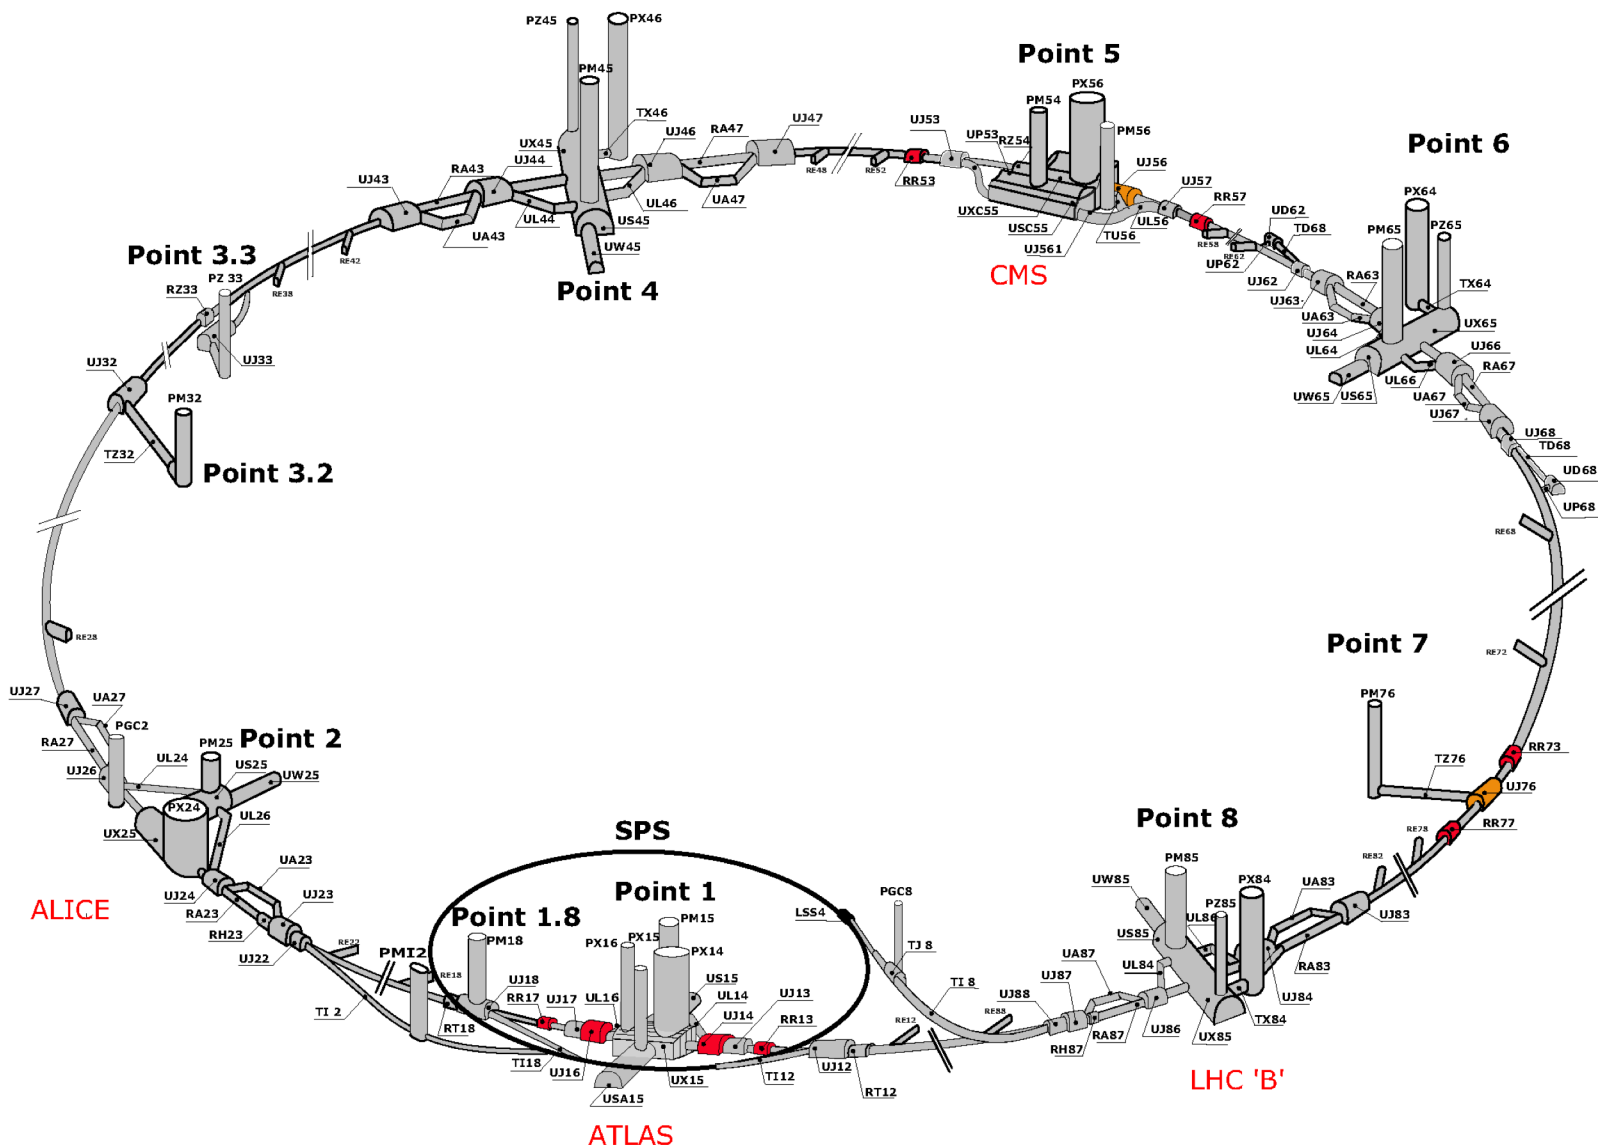 PZ45
PX46
PM45
TX46
UX45
UJ46
RA47
UJ47
UJ44
RA43
UJ43
UA47
UL46
UL44
US45
UA43
UW45
Point 4
RE48
RE52
RE42
RE38
Point 5
PX56
PM54
PM56
UJ53
UP53
RZ54
RR53
UJ56
UJ57
RR57
UXC55
USC55
UJ561
TU56
UL56
CMS
RE58
RE62
UD62
TD68
UP62
UJ62
UJ63
Point 6
PX64
PM65
PZ65
RA63
TX64
UA63
UJ64
UL64
UX65
UJ66
RA67
UL66
UW65
US65
UA67
UJ67
UJ68
TD68
UD68
UP68
RE68
RE72
Point 3.3
PZ 33
RZ33
UJ33
UJ32
PM32
TZ32
Point 3.2
RE28
UJ27
UA27
PGC2
RA27
UJ26
UL24
PM25
Point 2
US25
UW25
PX24
UX25
UL26
UA23
UJ24
UJ23
RA23
RH23
UJ22
ALICE
RE22
PMI2
TI 2
SPS
Point 1
Point 1.8
PM18
RE18
RT18
UJ18
RR17
UJ17
UL16
PX16
PX15
PM15
PX14
US15
UL14
UJ13
UJ14
RR13
TI18
UJ16
UX15
USA15
TI12
UJ12
RT12
ATLAS
LSS4
PGC8
TJ 8
TI 8
RE12
RE88
UJ88
UJ87
UA87
UL84
RH87
RA87
UJ86
Point 8
PM85
UW85
PX84
PZ85
UL86
US85
UA83
UJ83
RA83
UJ84
TX84
UX85
LHC 'B'
Point 7
PM76
TZ76
RR73
UJ76
RR77
RE78
RE82